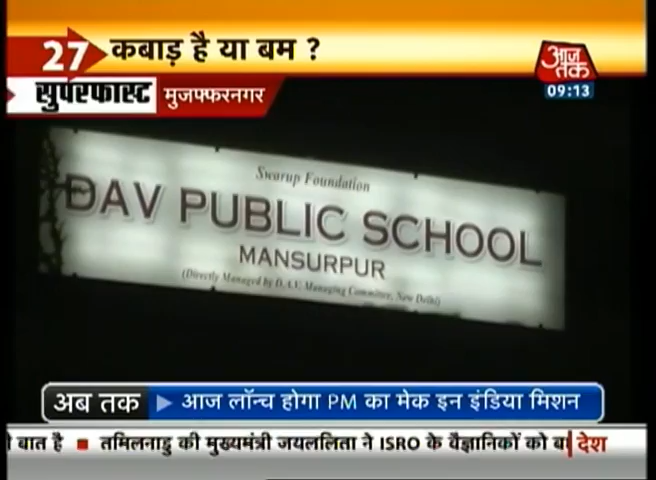 27 कबाड़ है या बम ?
आज तक
सुपरफास्ट मुजफ्फरनगर
09:13
Swarup Foundation
DAV PUBLIC SCHOOL
MANSURPUR
(Directly Managed by D.A.V. Managing Committee, New Delhi)
अब तक आज लॉन्च होगा PM का मेक इन इंडिया मिशन
बात है ■ तमिलनाडु की मुख्यमंत्री जयललिता ने ISRO के वैज्ञानिकों को देश